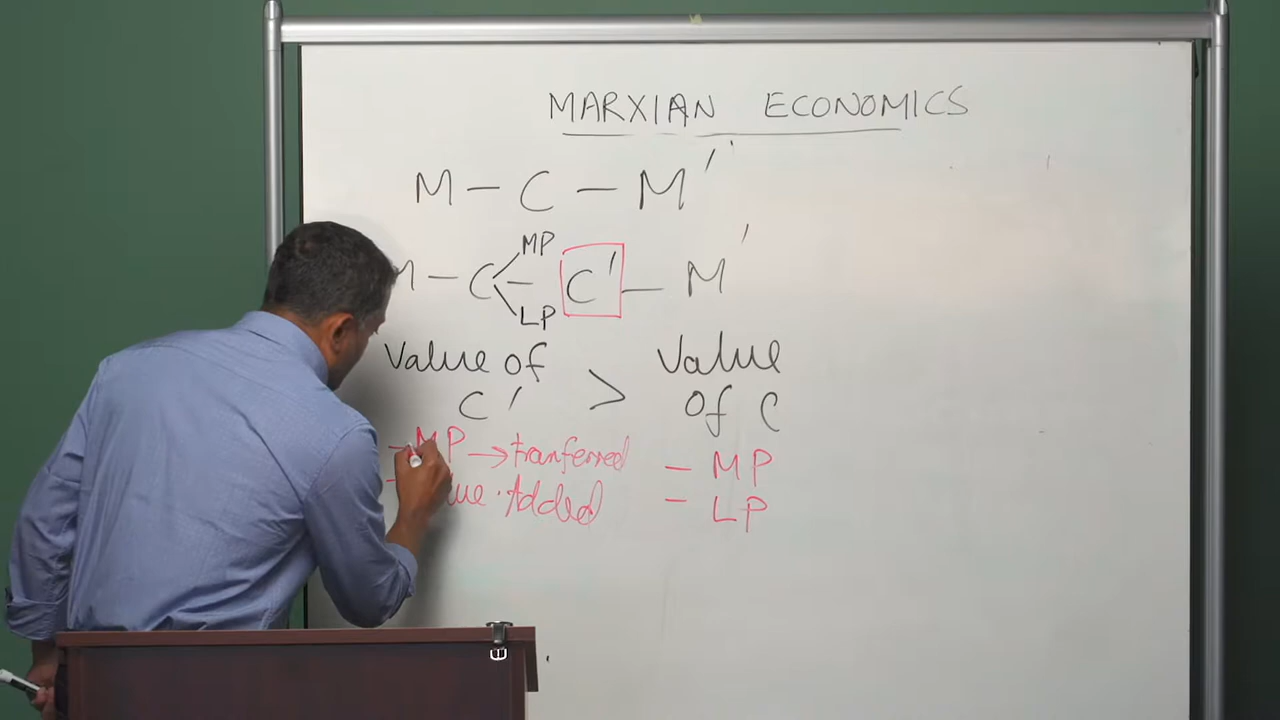 MARXIAN ECONOMICS
M — C — M'
MP
M — C — C' — M'
LP
Value of > Value
C' of C
- MP → tranferred - MP
- Added - LP